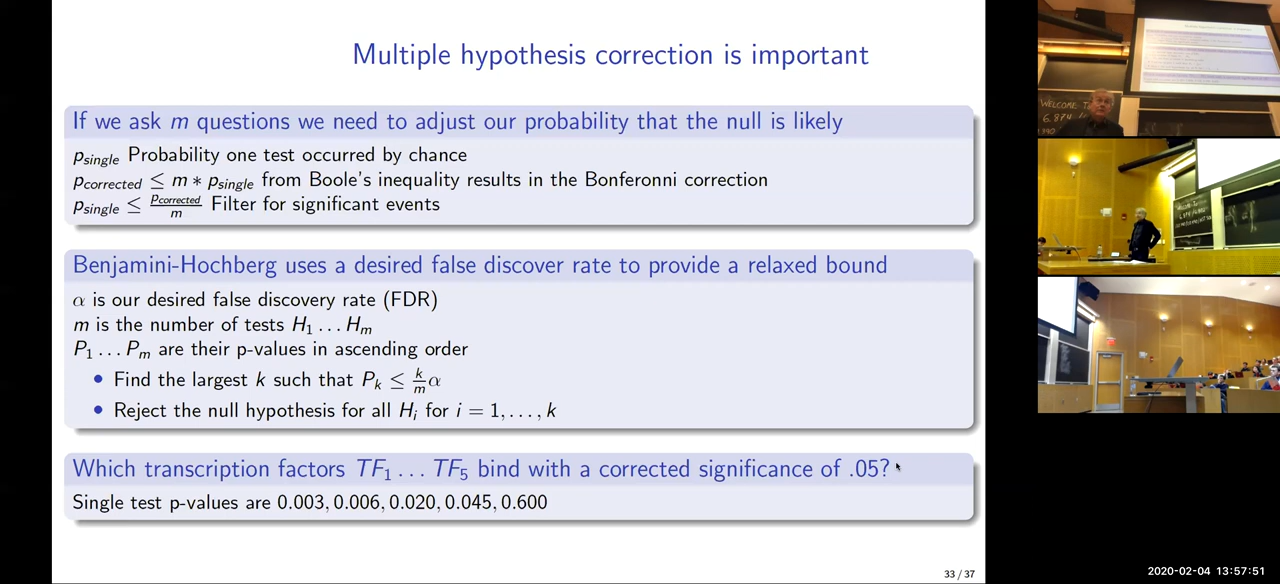 Multiple hypothesis correction is important
If we ask m questions we need to adjust our probability that the null is likely
p_single Probability one test occurred by chance
p_corrected ≤ m ∗ p_single from Boole's inequality results in the Bonferonni correction
p_single ≤ p_corrected/m Filter for significant events
Benjamini-Hochberg uses a desired false discover rate to provide a relaxed bound
α is our desired false discovery rate (FDR)
m is the number of tests H_1 . . . H_m
P_1 . . . P_m are their p-values in ascending order
• Find the largest k such that P_k ≤ k/m α
• Reject the null hypothesis for all H_i for i = 1, . . . , k
Which transcription factors TF_1 . . . TF_5 bind with a corrected significance of .05?
Single test p-values are 0.003, 0.006, 0.020, 0.045, 0.600
33 / 37
WELCOME
6.874
2020-02-04 13:57:51